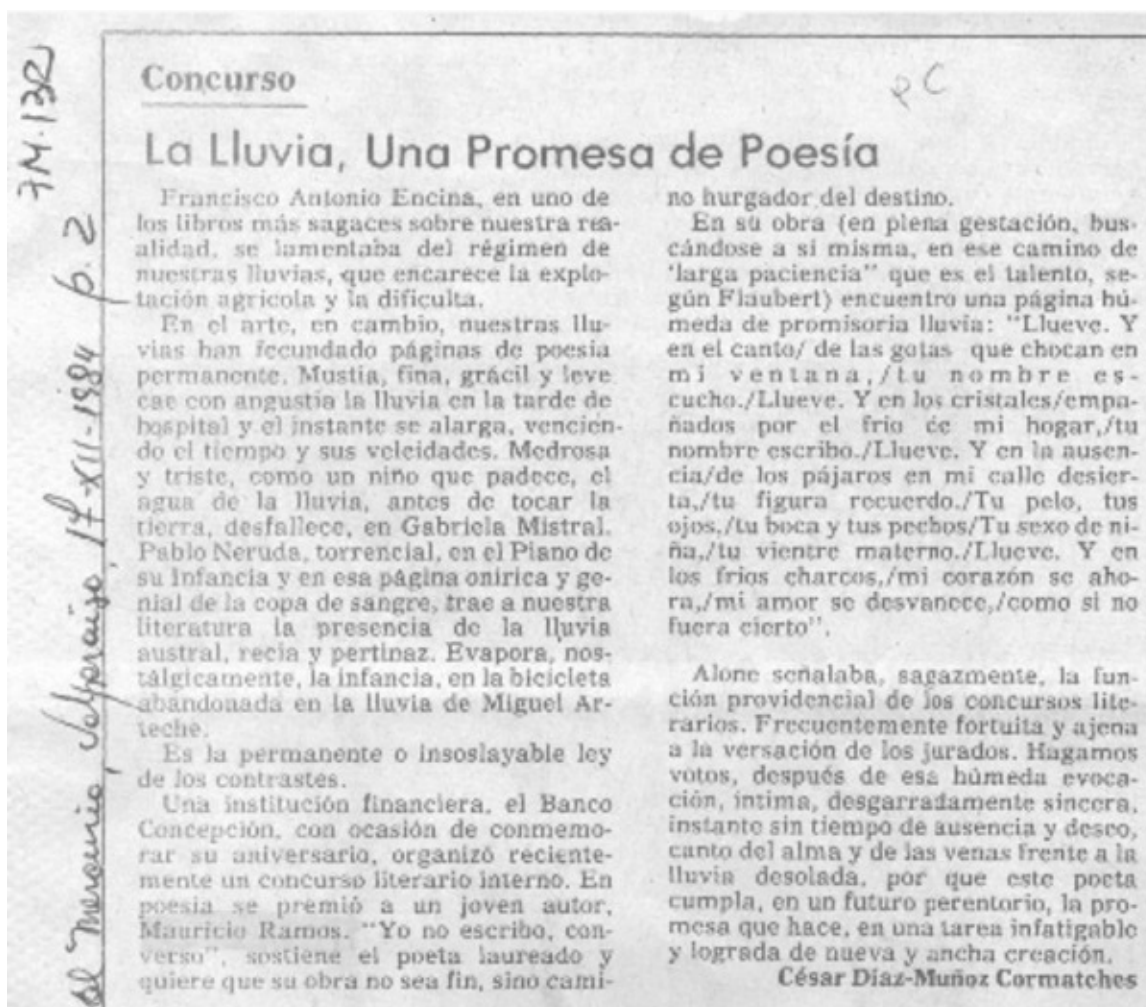 Concurso
La Lluvia, Una Promesa de Poesía
Francisco Antonio Encina, en uno de
los libros más sagaces sobre nuestra rea-
alidad, se lamentaba del régimen de
nuestras lluvias, que encarece la explo-
tación agrícola y la dificulta.
En el arte, en cambio, nuestras llu-
vias han fecundado páginas de poesía
permanente. Mustia, fina, grácil y leve
cae con angustia la lluvia en la tarde de
hospital y el instante se alarga, vencien-
do el tiempo y sus veleidades. Medrosa
y triste, como un niño que padece, el
agua de la lluvia, antes de tocar la
tierra, desfallece, en Gabriela Mistral.
Pablo Neruda, torrencial, en el Piano de
su Infancia y en esa página onírica y ge-
nial de la copa de sangre, trae a nuestra
literatura la presencia de la lluvia
austral, recia y pertinaz. Evapora, nos-
tálgicamente, la infancia, en la bicicleta
abandonada en la lluvia de Miguel Ar-
teche.
Es la permanente o insoslayable ley
de los contrastes.
Una institución financiera, el Banco
Concepción, con ocasión de conmemo-
rar su aniversario, organizó reciente-
mente un concurso literario interno. En
poesía se premió a un joven autor,
Mauricio Ramos. "Yo no escribo, con-
verso", sostiene el poeta laureado y
quiere que su obra no sea fin, sino cami-
no hurgador del destino.
En su obra (en plena gestación, bus-
cándose a sí misma, en ese camino de
'larga paciencia" que es el talento, se-
gún Flaubert) encuentro una página hú-
meda de promisoria lluvia: "Llueve. Y
en el canto/ de las gotas que chocan en
mi ventana,/tu nombre es-
cucho./Llueve. Y en los cristales/empa-
ñados por el frío de mi hogar,/tu
nombre escribo./Llueve. Y en la ausen-
cia/de los pájaros en mi calle desier-
ta,/tu figura recuerdo./Tu pelo, tus
ojos,/tu boca y tus pechos/Tu sexo de ni-
ña,/tu vientre materno./Llueve. Y en
los fríos charcos,/mi corazón se aho-
ra,/mi amor se desvanece,/como si no
fuera cierto".
Alone señalaba, sagazmente, la fun-
ción providencial de los concursos lite-
rarios. Frecuentemente fortuita y ajena
a la versación de los jurados. Hagamos
votos, después de esa húmeda evoca-
ción, íntima, desgarradamente sincera,
instante sin tiempo de ausencia y deseo,
canto del alma y de las venas frente a la
lluvia desolada, por que este poeta
cumpla, en un futuro perentorio, la pro-
mesa que hace, en una tarea infatigable
y lograda de nueva y ancha creación.
César Díaz-Muñoz Cormatches
El Mercurio, Valparaíso, XII-1984 p. 2